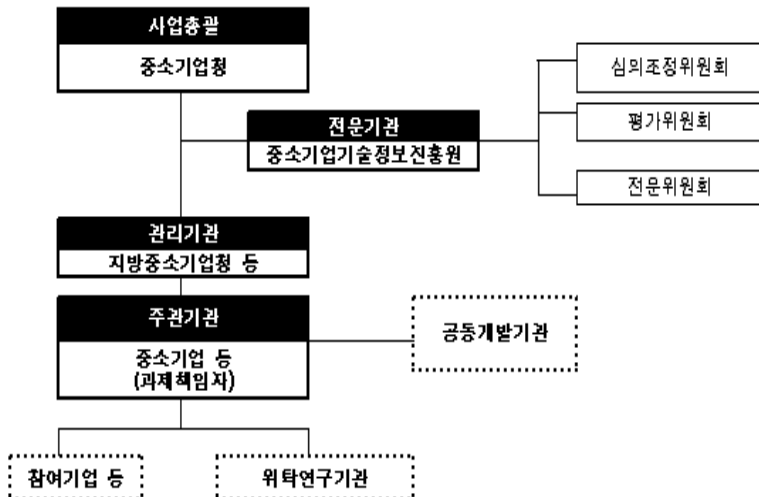 사업총괄
중소기업청
전문기관
중소기업기술정보진흥원
심의조정위원회
평가위원회
전문위원회
관리기관
지방중소기업청 등
주관기관
중소기업 등
(과제책임자)
공동개발기관
참여기업 등
위탁연구기관